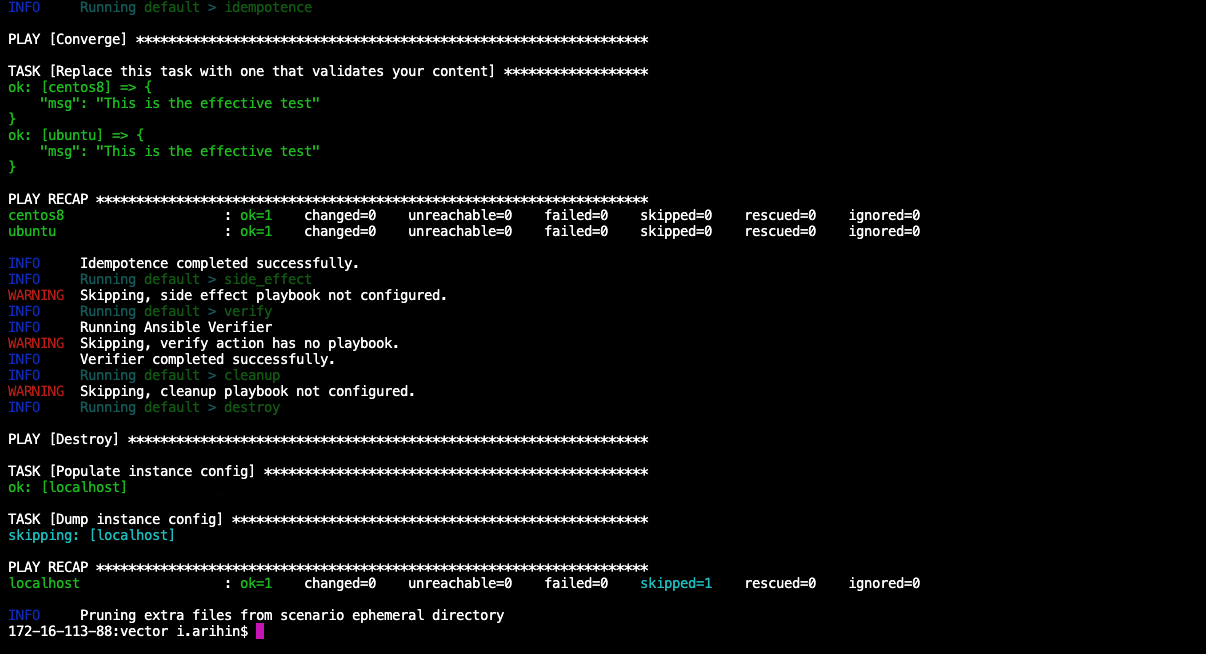 INFO     Running default > idempotence
PLAY [Converge] ****************************************************************
TASK [Replace this task with one that validates your content] ******************
ok: [centos8] => {
    "msg": "This is the effective test"
}
ok: [ubuntu] => {
    "msg": "This is the effective test"
}
PLAY RECAP *********************************************************************
centos8                    : ok=1    changed=0    unreachable=0    failed=0    skipped=0    rescued=0    ignored=0
ubuntu                     : ok=1    changed=0    unreachable=0    failed=0    skipped=0    rescued=0    ignored=0
INFO     Idempotence completed successfully.
INFO     Running default > side_effect
WARNING  Skipping, side effect playbook not configured.
INFO     Running default > verify
INFO     Running Ansible Verifier
WARNING  Skipping, verify action has no playbook.
INFO     Verifier completed successfully.
INFO     Running default > cleanup
WARNING  Skipping, cleanup playbook not configured.
INFO     Running default > destroy
PLAY [Destroy] *****************************************************************
TASK [Populate instance config] ************************************************
ok: [localhost]
TASK [Dump instance config] ****************************************************
skipping: [localhost]
PLAY RECAP *********************************************************************
localhost                  : ok=1    changed=0    unreachable=0    failed=0    skipped=1    rescued=0    ignored=0
INFO     Pruning extra files from scenario ephemeral directory
172-16-113-88:vector i.arihin$